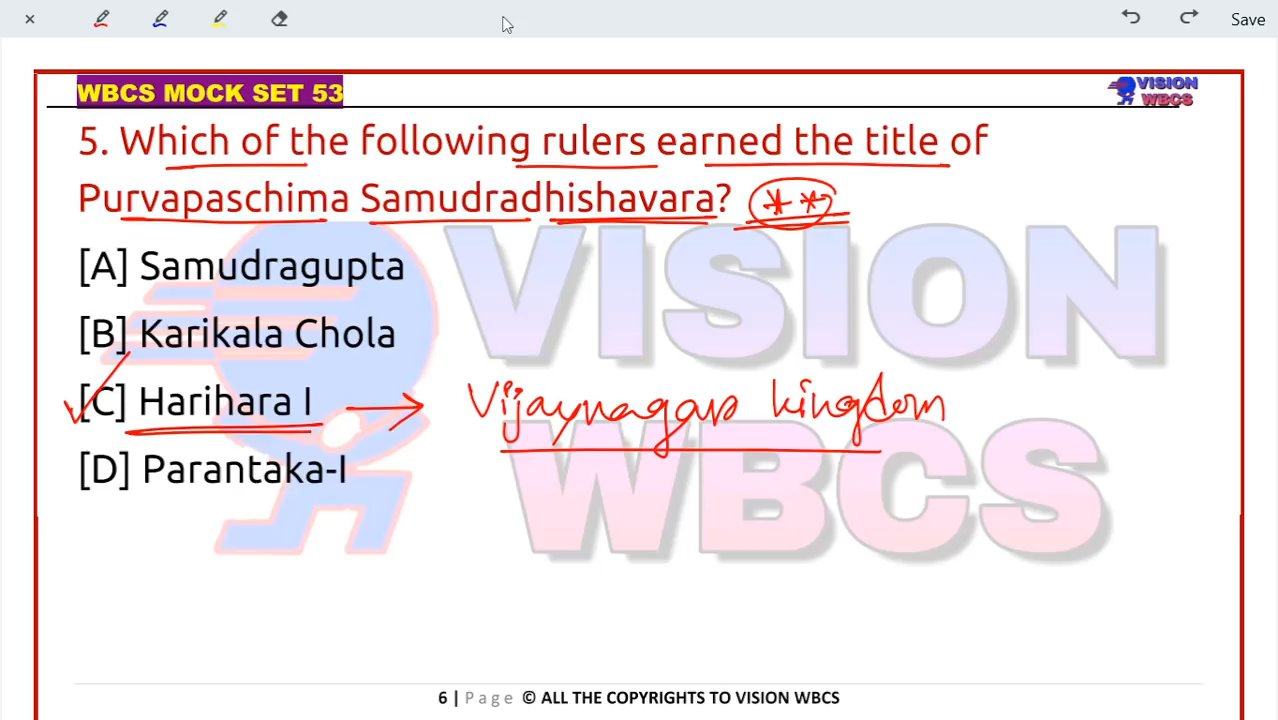 Save
WBCS MOCK SET 53
VISION
WBCS
5. Which of the following rulers earned the title of
Purvapaschima Samudradhishavara? **
[A] Samudragupta
[B] Karikala Chola
[C] Harihara I → Vijaynagar kingdom
[D] Parantaka-I
VISION
WBCS
6 | Page © ALL THE COPYRIGHTS TO VISION WBCS